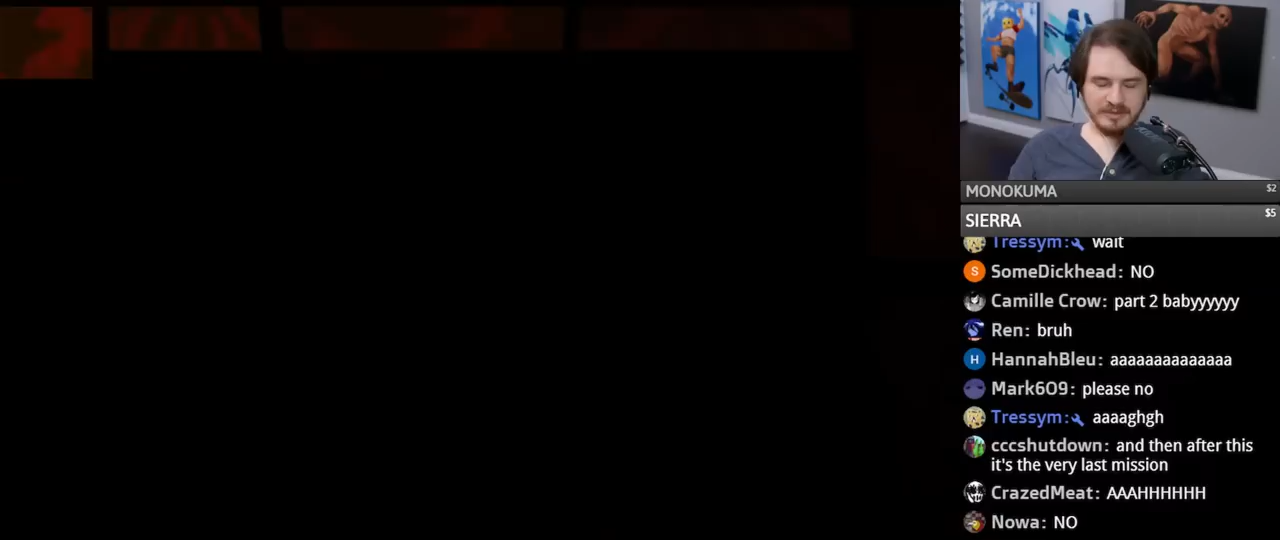 MONOKUMA $2
SIERRA $5
Tressym: wait
SomeDickhead: NO
Camille Crow: part 2 babyyyyyy
Ren: bruh
H HannahBleu: aaaaaaaaaaaaaa
Mark609: please no
Tressym: aaaaghgh
cccshutdown: and then after this
it's the very last mission
CrazedMeat: AAAHHHHHH
Nowa: NO